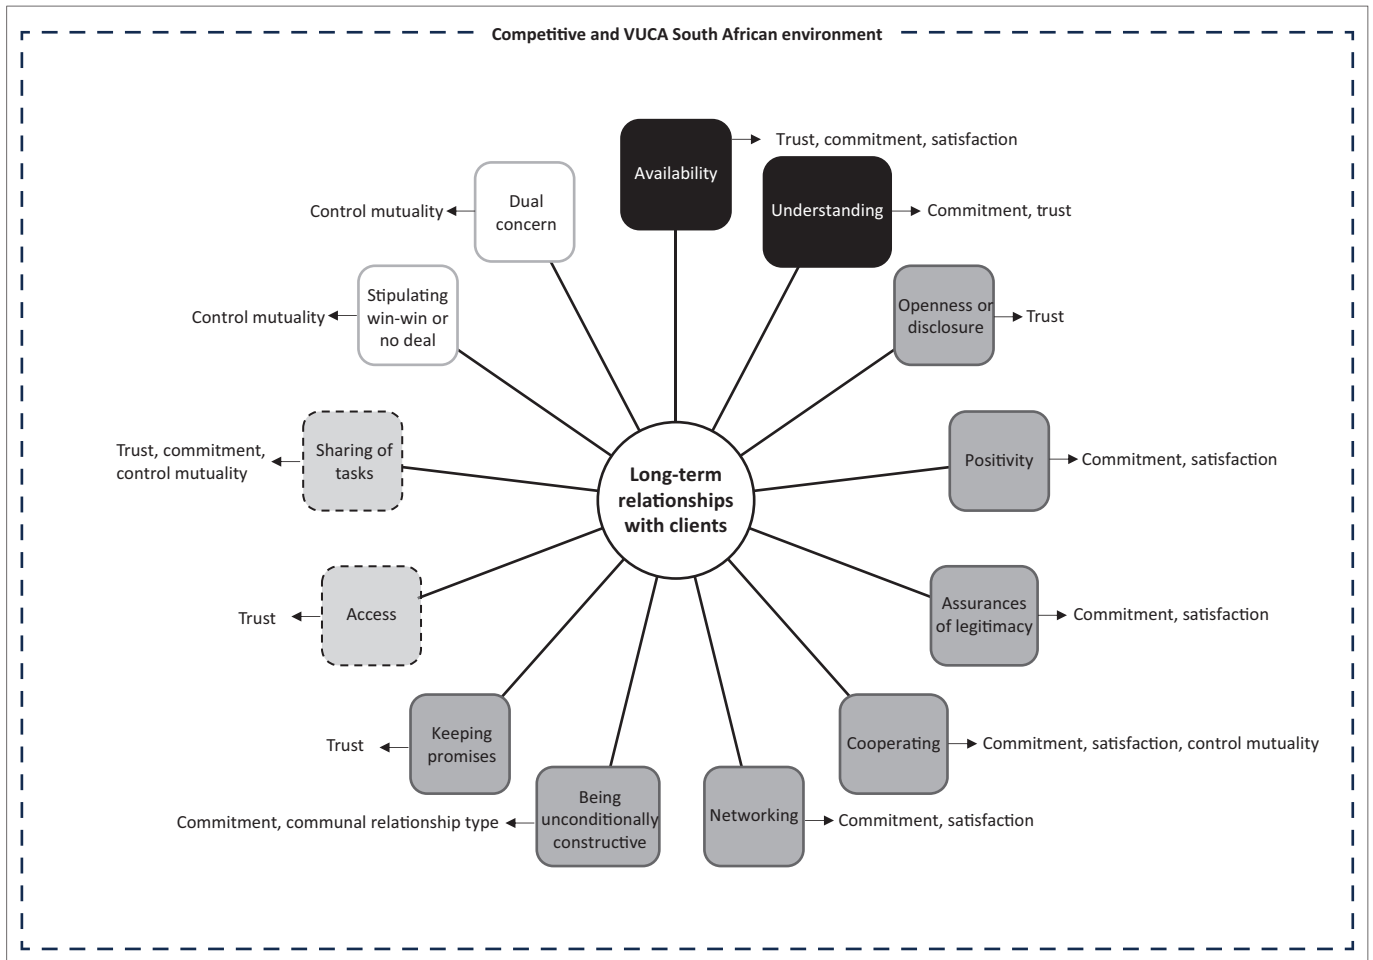 Competitive and VUCA South African environment
Availability
Trust, commitment, satisfaction
Understanding
Commitment, trust
Openness or
disclosure
Trust
Positivity
Commitment, satisfaction
Assurances
of legitimacy
Commitment, satisfaction
Cooperating
Commitment, satisfaction, control mutuality
Networking
Commitment, satisfaction
Being
unconditionally
constructive
Commitment, communal relationship type
Keeping
promises
Trust
Access
Trust
Sharing of
tasks
Trust, commitment,
control mutuality
Stipulating
win-win or
no deal
Control mutuality
Dual
concern
Control mutuality
Long-term
relationships
with clients